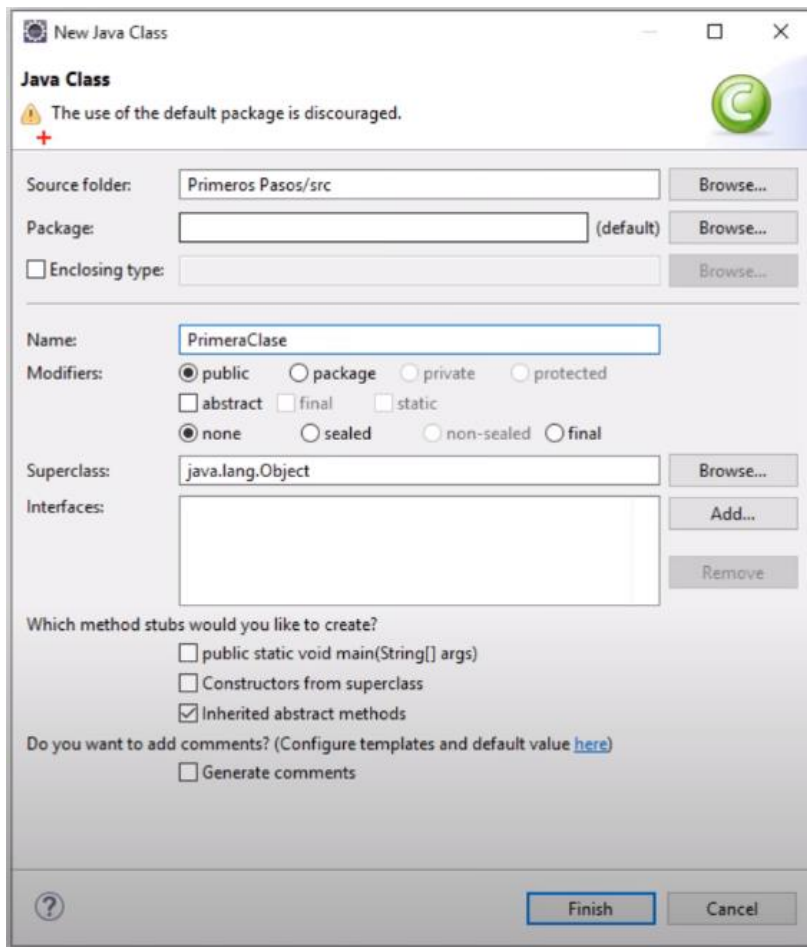 New Java Class
Java Class
The use of the default package is discouraged.
Source folder: Primeros Pasos/src Browse...
Package: (default) Browse...
Enclosing type: Browse...
Name: PrimeraClase
Modifiers: public package private protected
abstract final static
none sealed non-sealed final
Superclass: java.lang.Object Browse...
Interfaces: Add...
Remove
Which method stubs would you like to create?
public static void main(String[] args)
Constructors from superclass
Inherited abstract methods
Do you want to add comments? (Configure templates and default value here)
Generate comments
? Finish Cancel